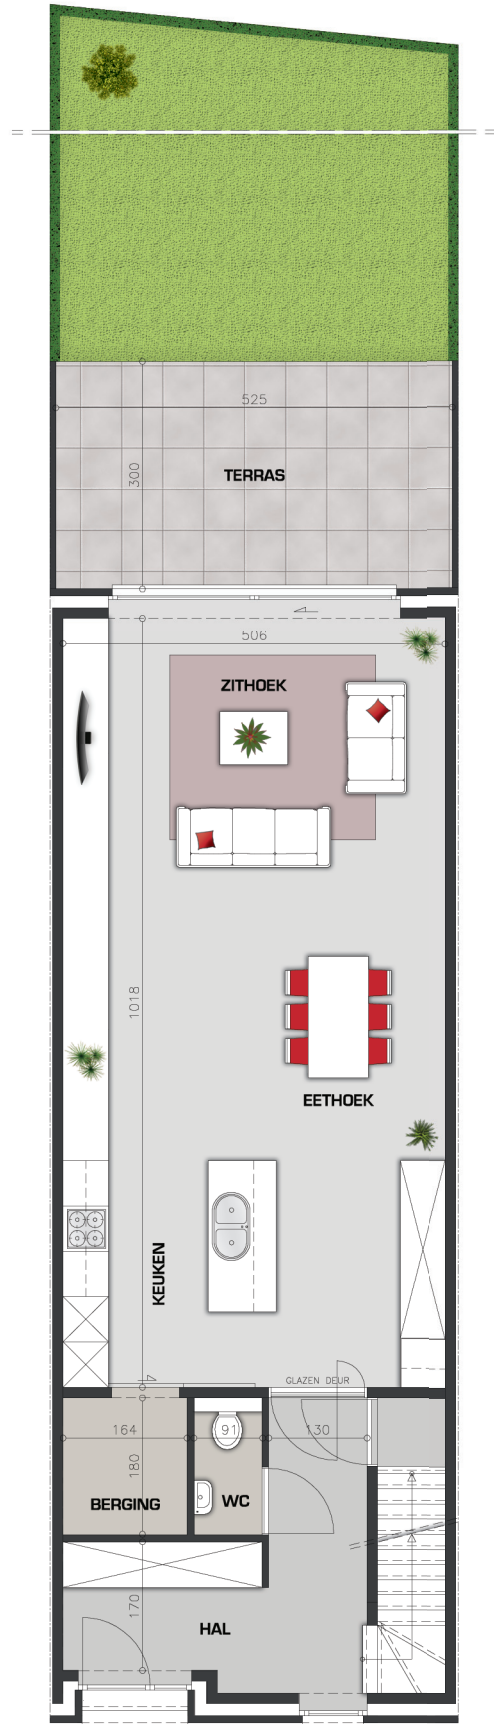 525
300
TERRAS
506
ZITHOEK
1018
EETHOEK
KEUKEN
GLAZEN DEUR
164
91
130
180
BERGING
WC
170
HAL